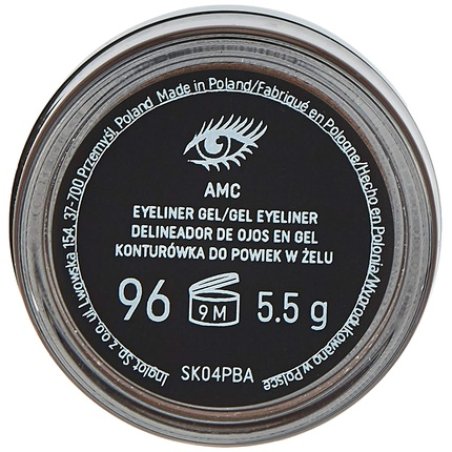 Inglot Sp. z o.o. ul. Lwowska 154, 37-700 Przemyśl, Poland Made in Poland/Fabriqué en Pologne/Hecho en Polonia/Wyprodukowano w Polsce
AMC
EYELINER GEL/GEL EYELINER
DELINEADOR DE OJOS EN GEL
KONTURÓWKA DO POWIEK W ŻELU
96 9 M 5.5 g
SK04PBA